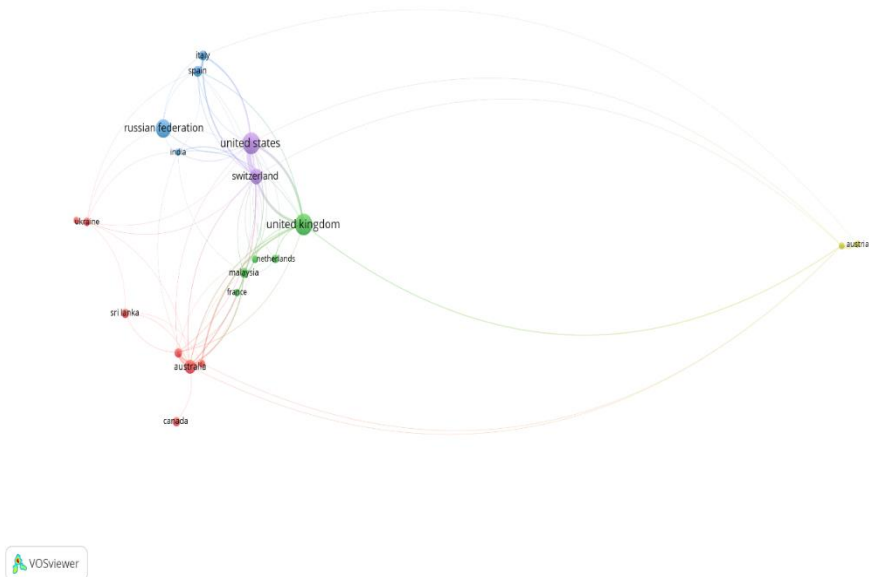 italy
spain
russian federation
united states
india
switzerland
ukraine
united kingdom
austria
netherlands
malaysia
france
sri lanka
australia
canada
VOSviewer